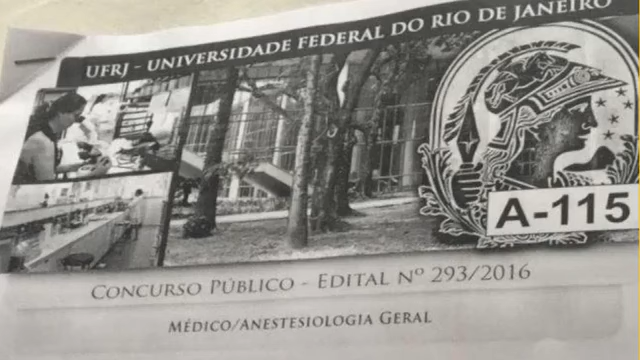 UFRJ - UNIVERSIDADE FEDERAL DO RIO DE JANEIRO
A-115
CONCURSO PÚBLICO - EDITAL Nº 293/2016
MÉDICO/ANESTESIOLOGIA GERAL